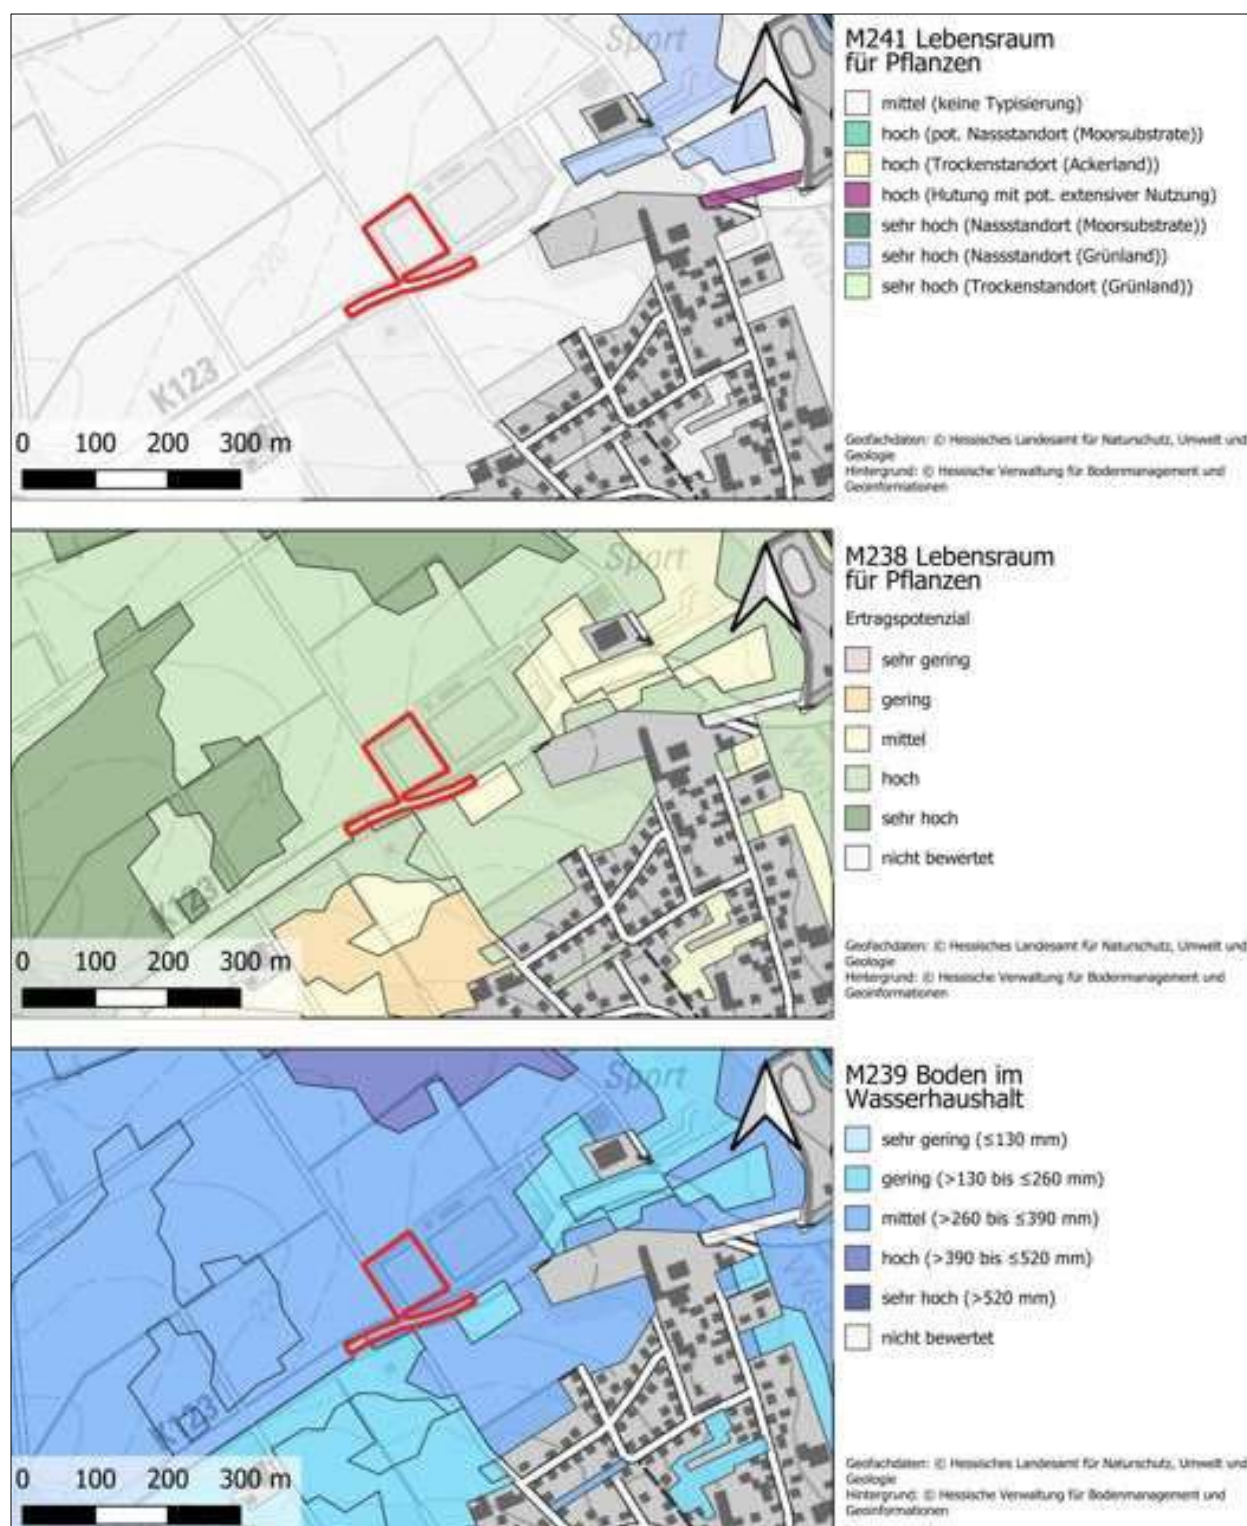 Sport
K123
0 100 200 300 m
M241 Lebensraum
für Pflanzen
mittel (keine Typisierung)
hoch (pot. Nassstandort (Moorsubstrate))
hoch (Trockenstandort (Ackerland))
hoch (Hutung mit pot. extensiver Nutzung)
sehr hoch (Nassstandort (Moorsubstrate))
sehr hoch (Nassstandort (Grünland))
sehr hoch (Trockenstandort (Grünland))
Geofachdaten: © Hessisches Landesamt für Naturschutz, Umwelt und
Geologie
Hintergrund: © Hessische Verwaltung für Bodenmanagement und
Geoinformationen
Sport
K123
0 100 200 300 m
M238 Lebensraum
für Pflanzen
Ertragspotenzial
sehr gering
gering
mittel
hoch
sehr hoch
nicht bewertet
Geofachdaten: © Hessisches Landesamt für Naturschutz, Umwelt und
Geologie
Hintergrund: © Hessische Verwaltung für Bodenmanagement und
Geoinformationen
Sport
K123
0 100 200 300 m
M239 Boden im
Wasserhaushalt
sehr gering (≤130 mm)
gering (>130 bis ≤260 mm)
mittel (>260 bis ≤390 mm)
hoch (>390 bis ≤520 mm)
sehr hoch (>520 mm)
nicht bewertet
Geofachdaten: © Hessisches Landesamt für Naturschutz, Umwelt und
Geologie
Hintergrund: © Hessische Verwaltung für Bodenmanagement und
Geoinformationen